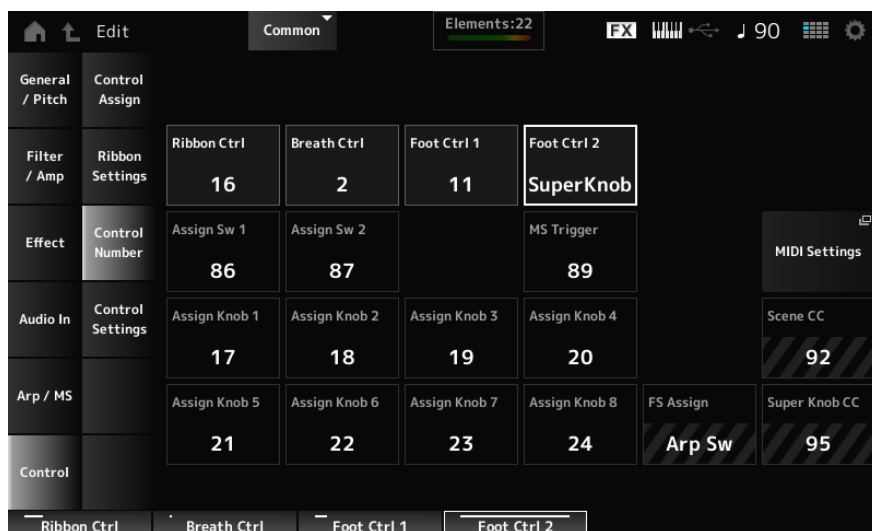 Edit
Common
Elements:22
FX
90
General
/ Pitch
Control
Assign
Filter
/ Amp
Ribbon
Settings
Ribbon Ctrl
16
Breath Ctrl
2
Foot Ctrl 1
11
Foot Ctrl 2
SuperKnob
Effect
Control
Number
Assign Sw 1
86
Assign Sw 2
87
MS Trigger
89
MIDI Settings
Audio In
Control
Settings
Assign Knob 1
17
Assign Knob 2
18
Assign Knob 3
19
Assign Knob 4
20
Scene CC
92
Arp / MS
Assign Knob 5
21
Assign Knob 6
22
Assign Knob 7
23
Assign Knob 8
24
FS Assign
Arp Sw
Super Knob CC
95
Control
Ribbon Ctrl
Breath Ctrl
Foot Ctrl 1
Foot Ctrl 2